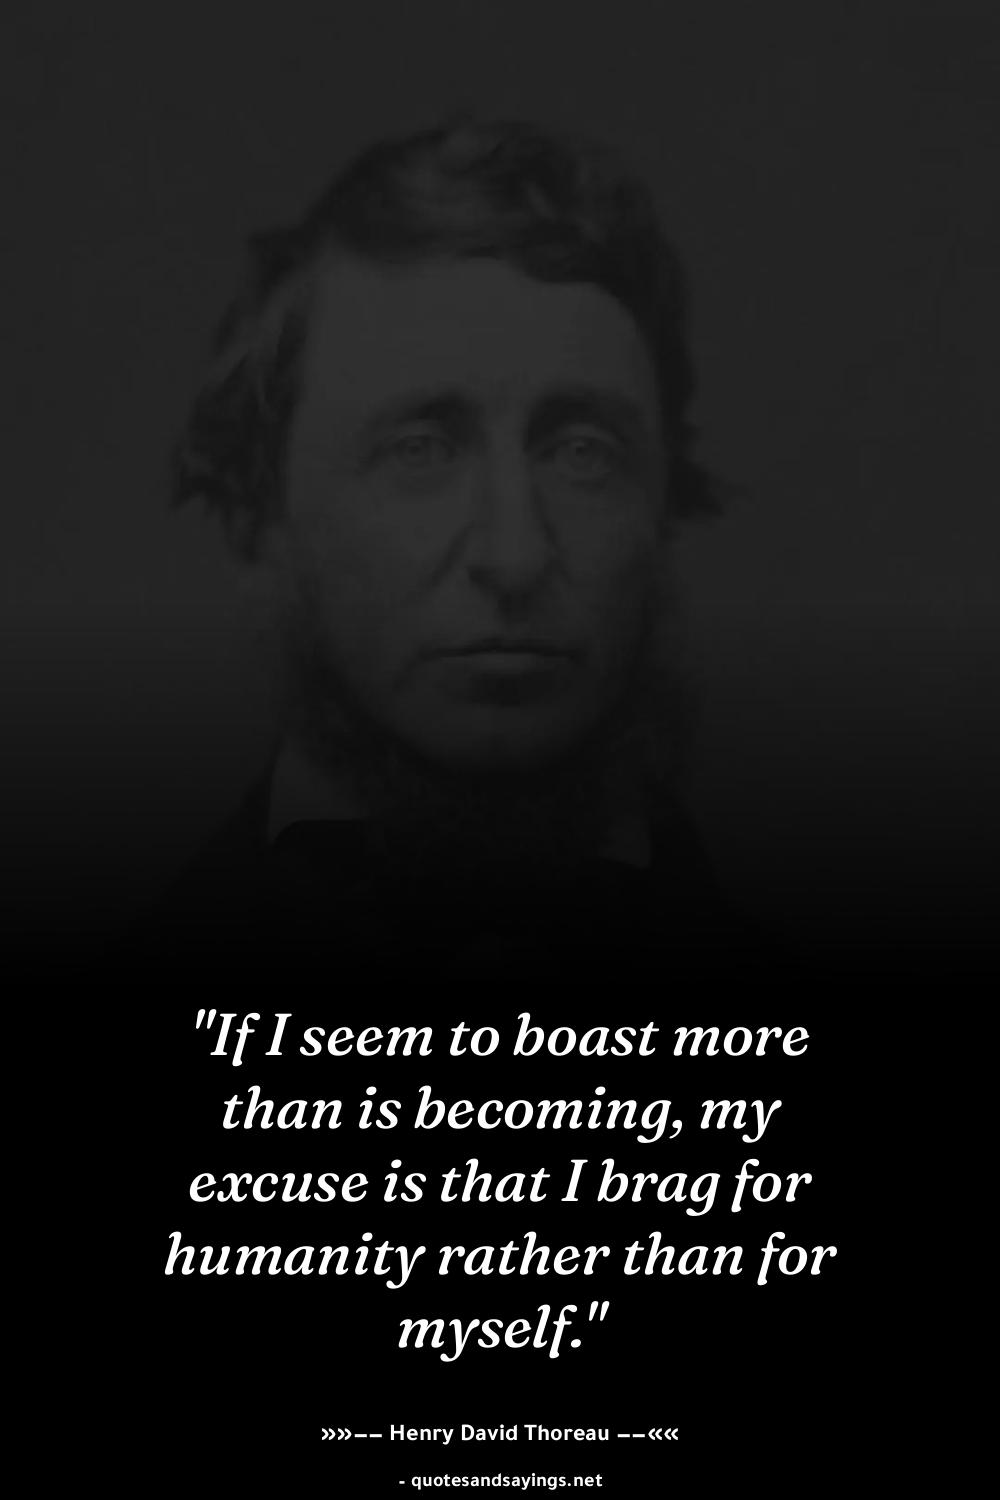 "If I seem to boast more
than is becoming, my
excuse is that I brag for
humanity rather than for
myself."
»»−− Henry David Thoreau −−««
- quotesandsayings.net